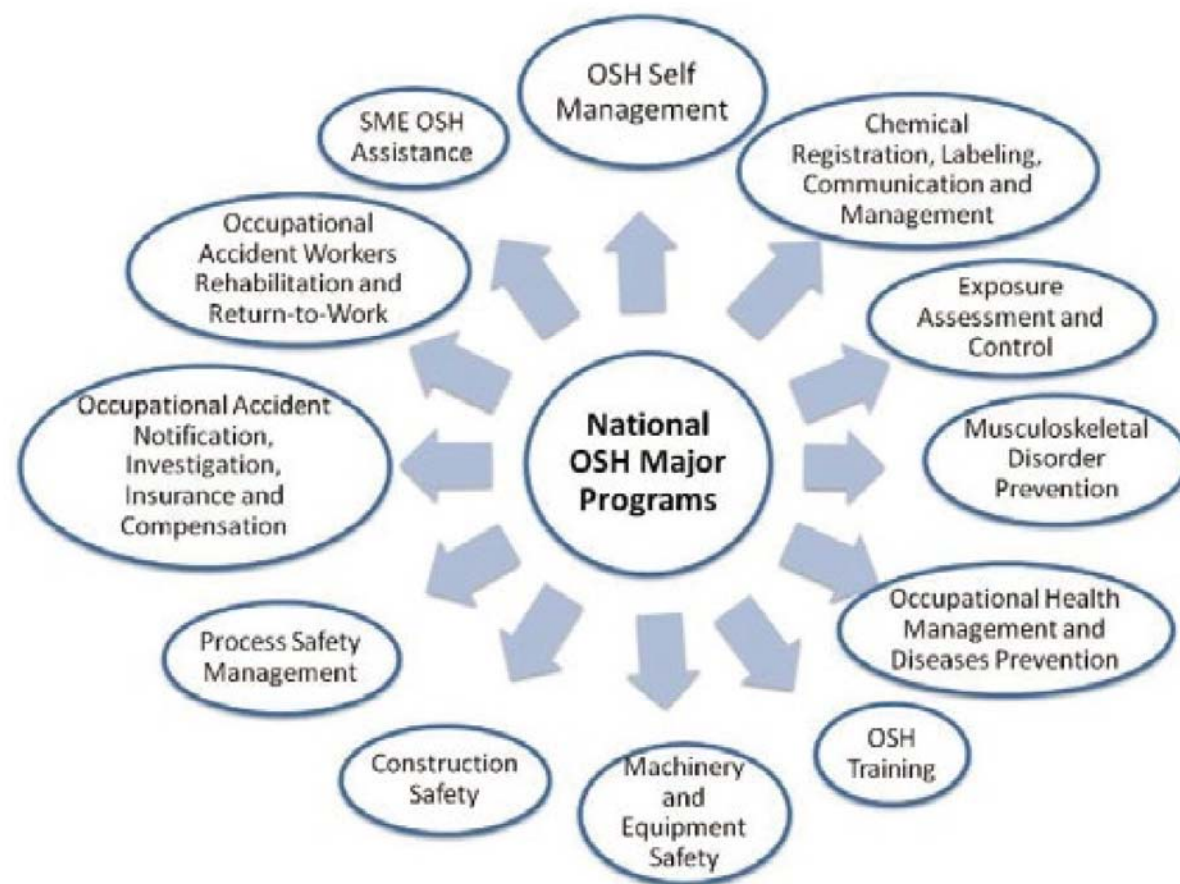 OSH Self
Management
Chemical
Registration, Labeling,
Communication and
Management
Exposure
Assessment and
Control
Musculoskeletal
Disorder
Prevention
Occupational Health
Management and
Diseases Prevention
OSH
Training
Machinery
and
Equipment
Safety
Construction
Safety
Process Safety
Management
Occupational Accident
Notification,
Investigation,
Insurance and
Compensation
Occupational
Accident Workers
Rehabilitation and
Return-to-Work
SME OSH
Assistance
National
OSH Major
Programs